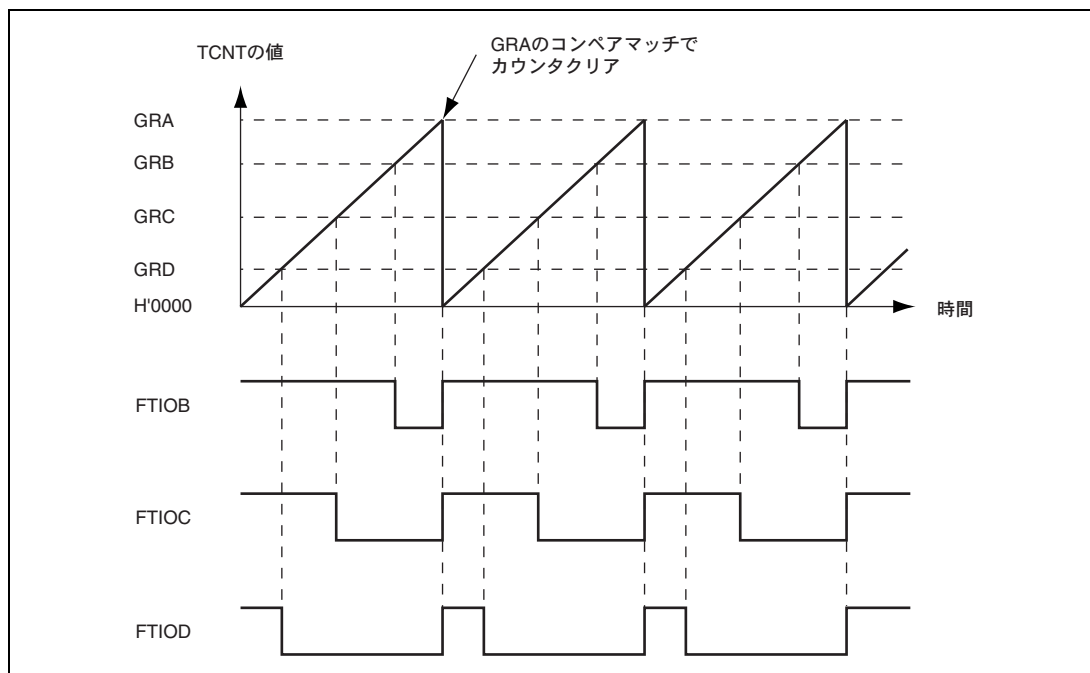 TCNTの値
GRAのコンペアマッチで
カウンタクリア
GRA
GRB
GRC
GRD
H'0000
時間
FTIOB
FTIOC
FTIOD